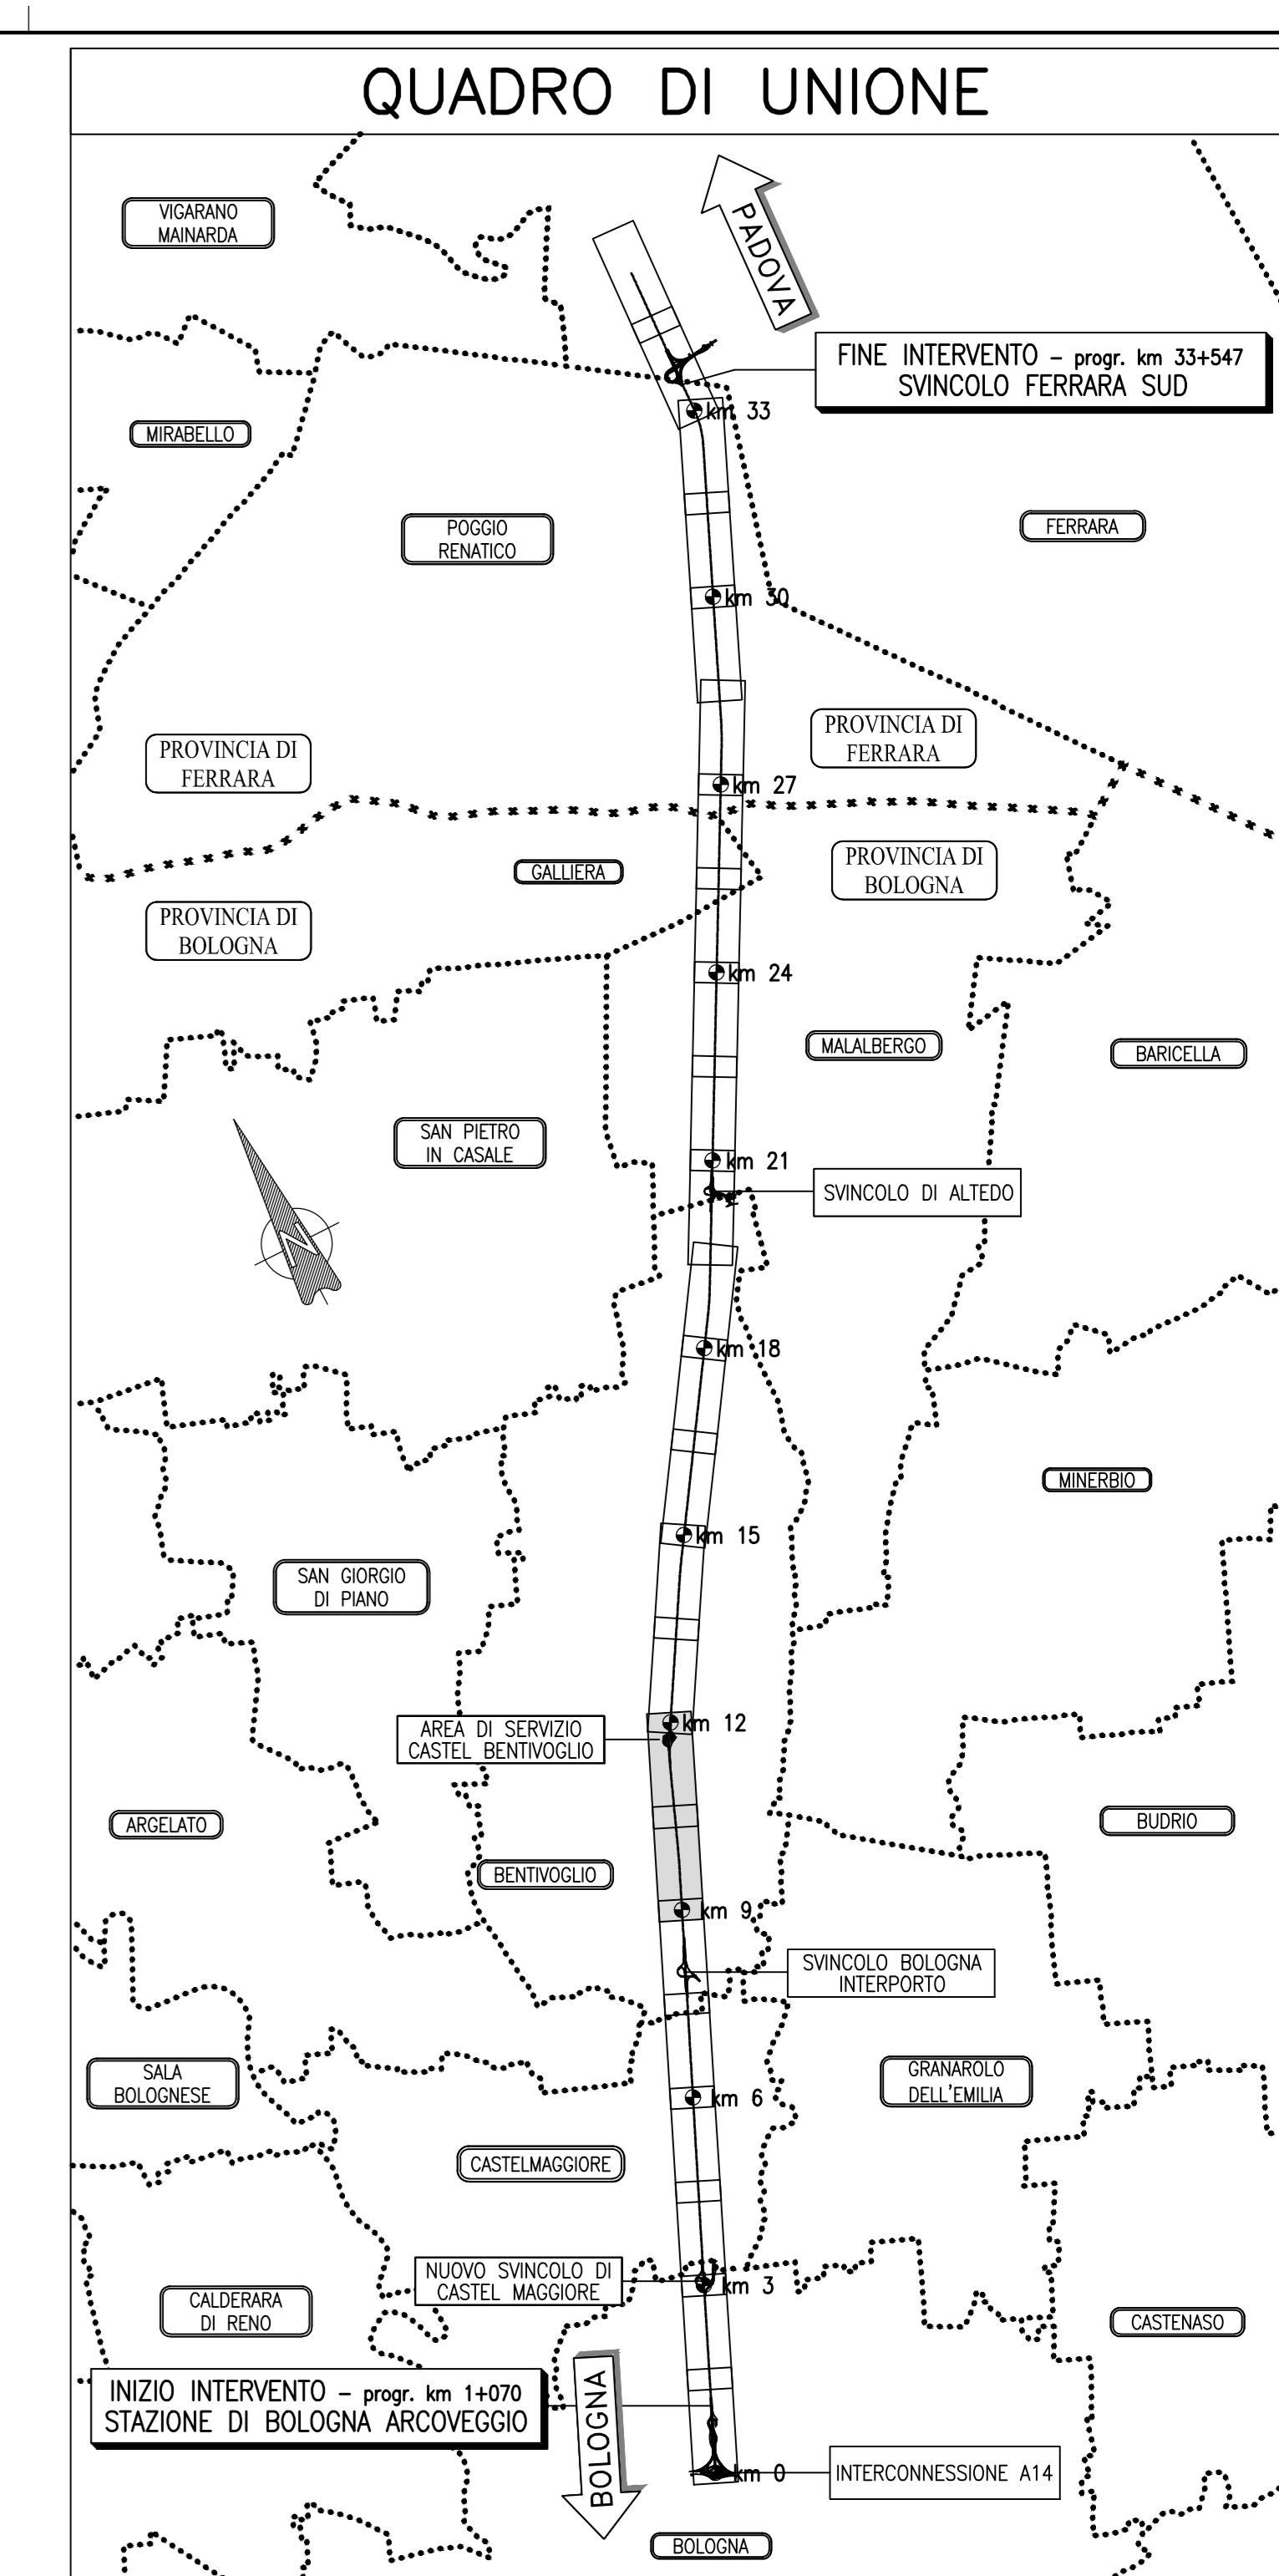 QUADRO DI UNIONE
VIGARANO
MAINARDA
PADOVA
FINE INTERVENTO – progr. km 33+547
SVINCOLO FERRARA SUD
km 33
MIRABELLO
POGGIO
RENATICO
FERRARA
km 30
PROVINCIA DI
FERRARA
PROVINCIA DI
FERRARA
km 27
GALLIERA
PROVINCIA DI
BOLOGNA
PROVINCIA DI
BOLOGNA
km 24
MALALBERGO
BARICELLA
SAN PIETRO
IN CASALE
km 21
SVINCOLO DI ALTEDO
N
km 18
MINERBIO
km 15
SAN GIORGIO
DI PIANO
km 12
AREA DI SERVIZIO
CASTEL BENTIVOGLIO
ARGELATO
BUDRIO
BENTIVOGLIO
km 9
SVINCOLO BOLOGNA
INTERPORTO
SALA
BOLOGNESE
GRANAROLO
DELL'EMILIA
km 6
CASTELMAGGIORE
NUOVO SVINCOLO DI
CASTEL MAGGIORE
km 3
CALDERARA
DI RENO
CASTENASO
INIZIO INTERVENTO – progr. km 1+070
STAZIONE DI BOLOGNA ARCOVEGGIO
BOLOGNA
km 0
INTERCONNESSIONE A14
BOLOGNA